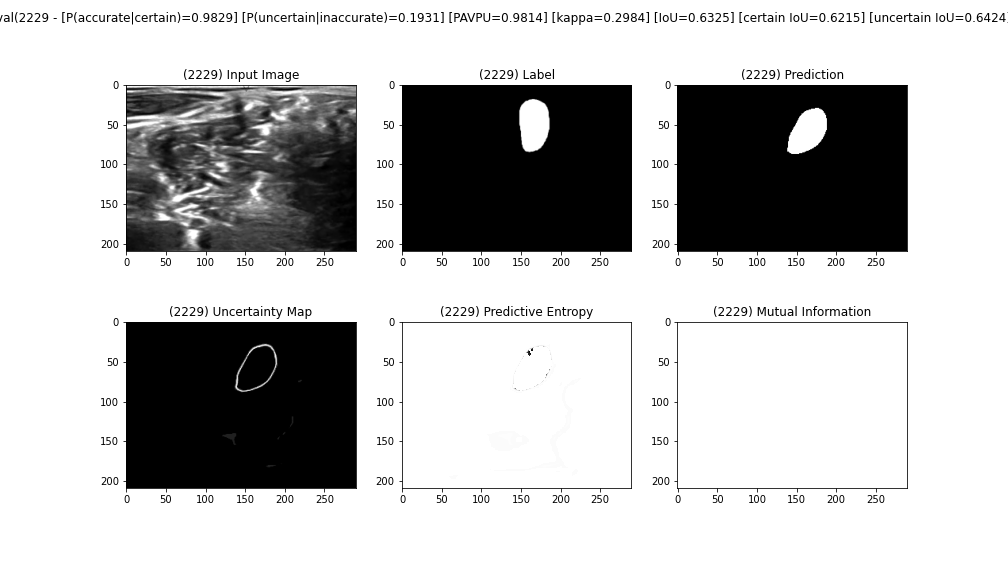 val(2229 - [P(accurate|certain)=0.9829] [P(uncertain|inaccurate)=0.1931] [PAVPU=0.9814] [kappa=0.2984] [IoU=0.6325] [certain IoU=0.6215] [uncertain IoU=0.6424]
(2229) Input Image
0
50
100
150
200
0 50 100 150 200 250
(2229) Label
0
50
100
150
200
0 50 100 150 200 250
(2229) Prediction
0
50
100
150
200
0 50 100 150 200 250
(2229) Uncertainty Map
0
50
100
150
200
0 50 100 150 200 250
(2229) Predictive Entropy
0
50
100
150
200
0 50 100 150 200 250
(2229) Mutual Information
0
50
100
150
200
0 50 100 150 200 250